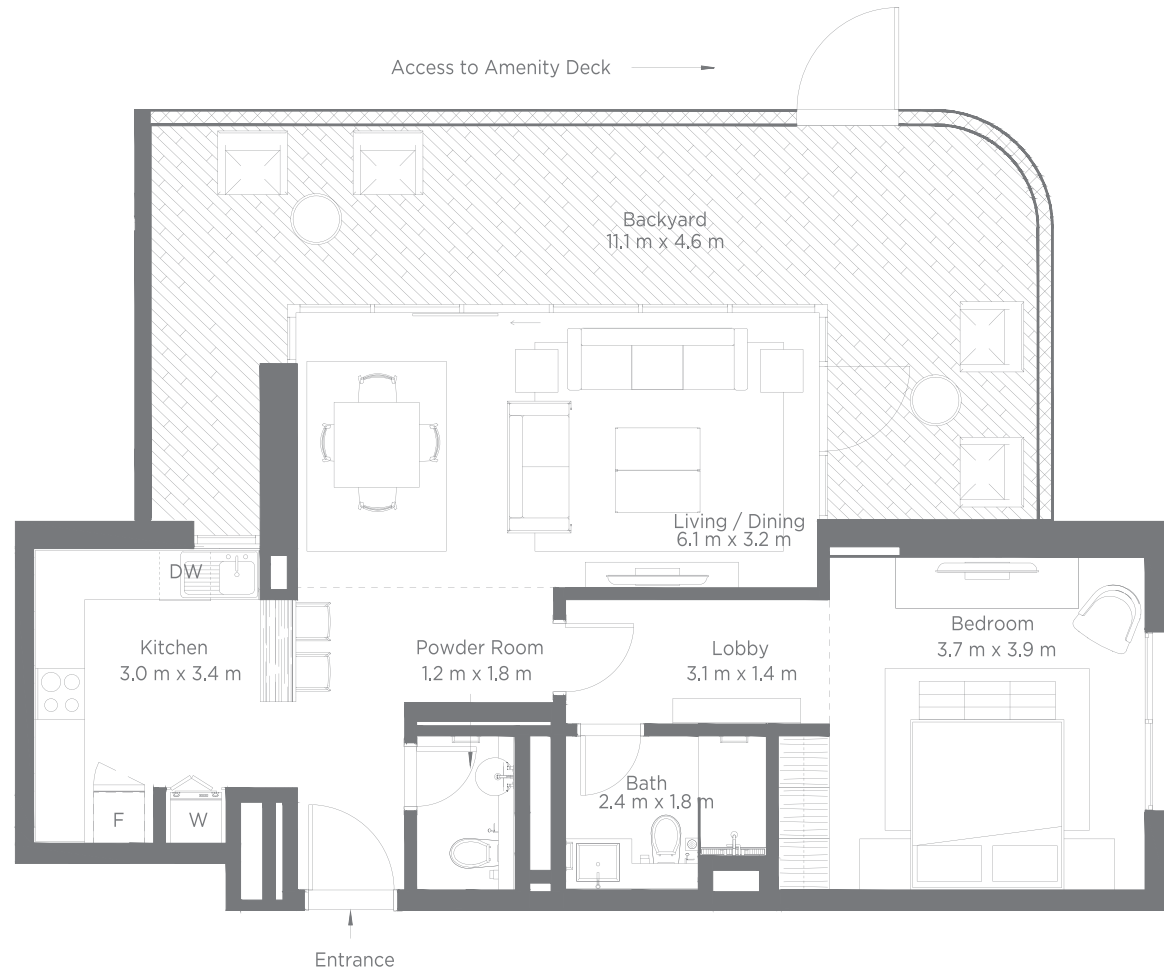 Access to Amenity Deck
Backyard
11.1 m x 4.6 m
Living / Dining
6.1 m x 3.2 m
DW
Kitchen
3.0 m x 3.4 m
Powder Room
1.2 m x 1.8 m
Lobby
3.1 m x 1.4 m
Bedroom
3.7 m x 3.9 m
Bath
2.4 m x 1.8 m
F
W
Entrance